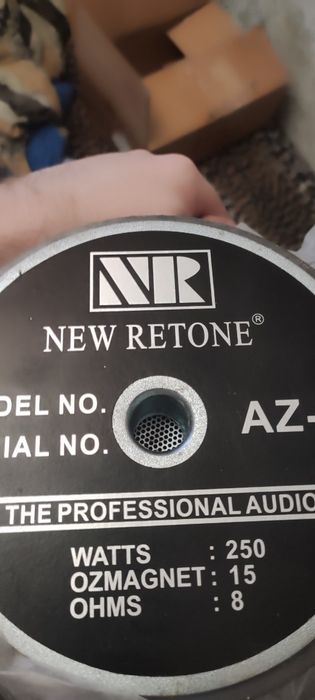 NR
NEW RETONE®
DEL NO. AZ-
IAL NO.
THE PROFESSIONAL AUDIO
WATTS : 250
OZMAGNET : 15
OHMS : 8